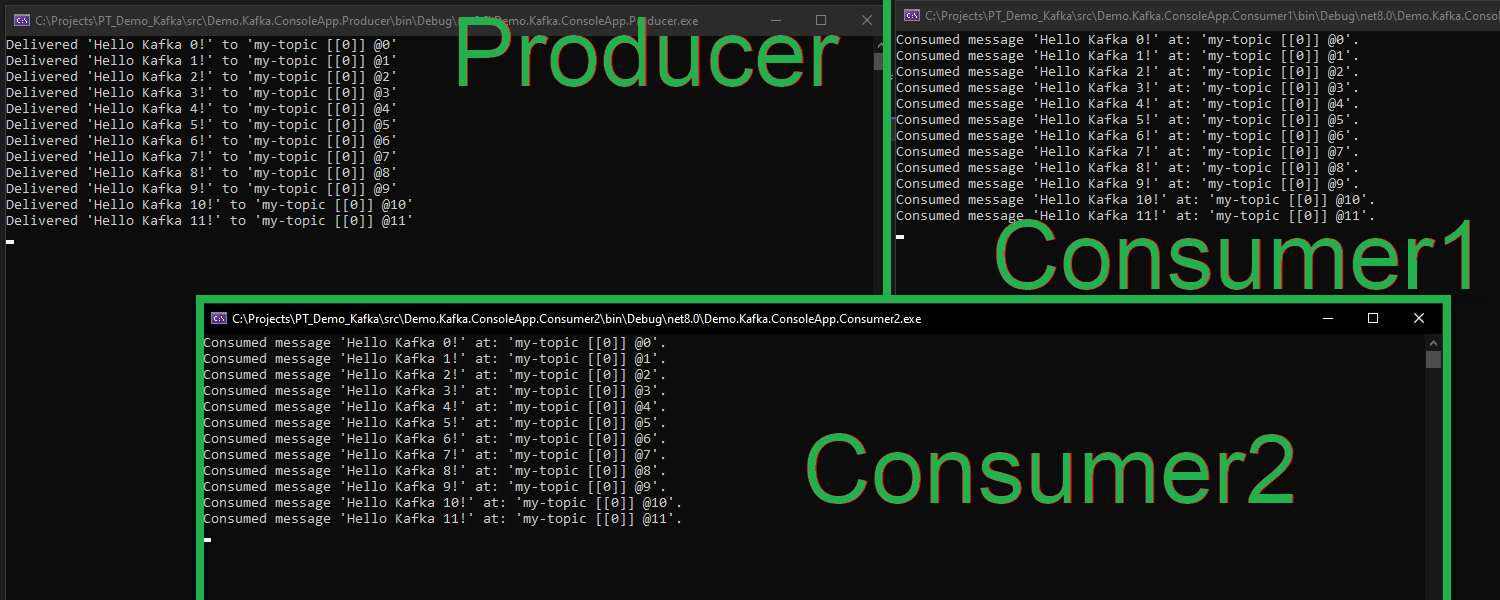 C:\Projects\PT_Demo_Kafka\src\Demo.Kafka.ConsoleApp.Producer\bin\Debug\
Demo.Kafka.ConsoleApp.Producer.exe
Producer
Delivered 'Hello Kafka 0!' to 'my-topic [[0]] @0'
Delivered 'Hello Kafka 1!' to 'my-topic [[0]] @1'
Delivered 'Hello Kafka 2!' to 'my-topic [[0]] @2'
Delivered 'Hello Kafka 3!' to 'my-topic [[0]] @3'
Delivered 'Hello Kafka 4!' to 'my-topic [[0]] @4'
Delivered 'Hello Kafka 5!' to 'my-topic [[0]] @5'
Delivered 'Hello Kafka 6!' to 'my-topic [[0]] @6
Delivered 'Hello Kafka 7!' to 'my-topic [[0]] @7'
Delivered 'Hello Kafka 8!' to 'my-topic [[0]] @8'
Delivered 'Hello Kafka 9!' to 'my-topic [[0]] @9'
Delivered 'Hello Kafka 10!' to 'my-topic [[0]] @10'
Delivered 'Hello Kafka 11!' to 'my-topic [[0]] @11'
C:\Projects\PT_Demo_Kafka\src\Demo.Kafka.ConsoleApp.Consumer1\bin\Debug\net8.0\Demo.Kafka.Consol
Consumed message 'Hello Kafka 0!' at: 'my-topic [[0]] @0'.
Consumed message 'Hello Kafka 1!' at: 'my-topic [[0]] @1'.
Consumed message 'Hello Kafka 2!' at: 'my-topic [[0]] @2'.
Consumed message 'Hello Kafka 3!' at: 'my-topic [[0]] @3'.
Consumed message 'Hello Kafka 4!' at: 'my-topic [[0]] @4'.
Consumed message 'Hello Kafka 5!' at: 'my-topic [[0]] @5'.
Consumed message 'Hello Kafka 6!' at: 'my-topic [[0]] @6'.
Consumed message 'Hello Kafka 7!' at: 'my-topic [[0]] @7'.
Consumed message 'Hello Kafka 8!' at: 'my-topic [[0]] @8'.
Consumed message 'Hello Kafka 9!' at: 'my-topic [[0]] @9'.
Consumed message 'Hello Kafka 10!' at: 'my-topic [[0]] @10'.
Consumed message 'Hello Kafka 11!' at: 'my-topic [[0]] @11'.
Consumer1
C:\Projects\PT_Demo_Kafka\src\Demo.Kafka.ConsoleApp.Consumer2\bin\Debug\net8.0\Demo.Kafka.ConsoleApp.Consumer2.exe
Consumed message 'Hello Kafka 0!' at: 'my-topic [[0]] @0'.
Consumed message 'Hello Kafka 1!' at: 'my-topic [[0]] @1'.
Consumed message 'Hello Kafka 2!' at: 'my-topic [[0]] @2'.
Consumed message 'Hello Kafka 3!' at: 'my-topic [[0]] @3'.
Consumed message 'Hello Kafka 4!' at: 'my-topic [[0]] @4'.
Consumed message 'Hello Kafka 5!' at: 'my-topic [[0]] @5'.
Consumed message 'Hello Kafka 6!' at: 'my-topic [[0]] @6'.
Consumed message 'Hello Kafka 7!' at: 'my-topic [[0]] @7'.
Consumed message 'Hello Kafka 8!' at: 'my-topic [[0]] @8'.
Consumed message 'Hello Kafka 9!' at: 'my-topic [[0]] @9'.
Consumed message 'Hello Kafka 10!' at: 'my-topic [[0]] @10'.
Consumed message 'Hello Kafka 11!' at: 'my-topic [[0]] @11'.
Consumer2